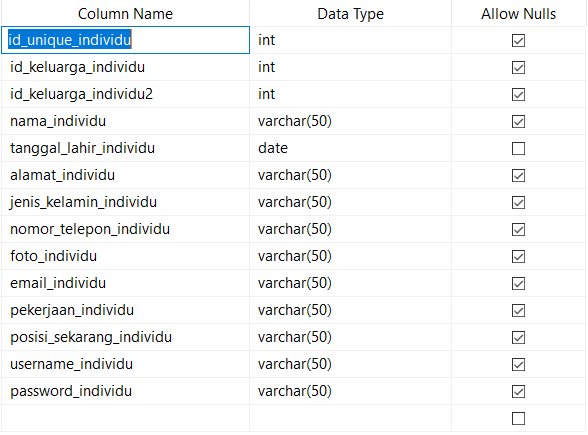 Column Name Data Type Allow Nulls
id_unique_individu int
id_keluarga_individu int
id_keluarga_individu2 int
nama_individu varchar(50)
tanggal_lahir_individu date
alamat_individu varchar(50)
jenis_kelamin_individu varchar(50)
nomor_telepon_individu varchar(50)
foto_individu varchar(50)
email_individu varchar(50)
pekerjaan_individu varchar(50)
posisi_sekarang_individu varchar(50)
username_individu varchar(50)
password_individu varchar(50)